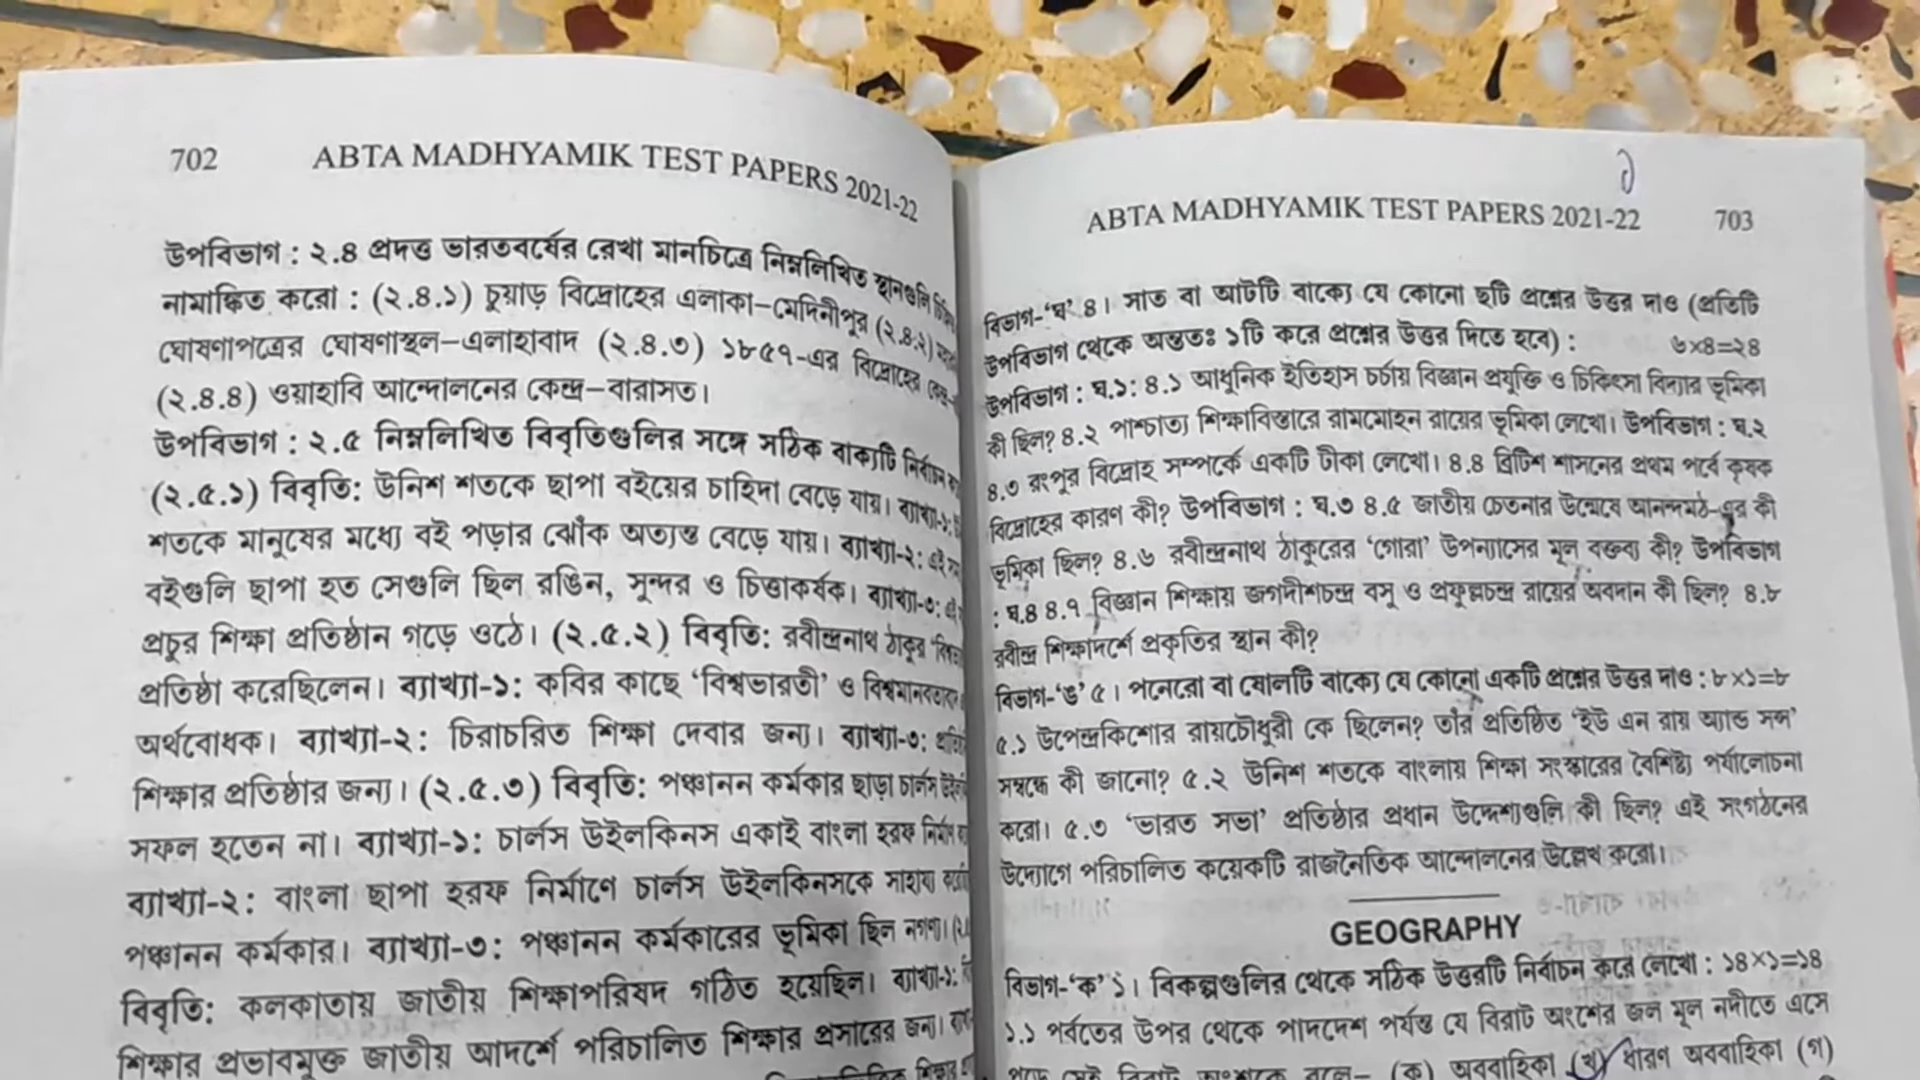 702 ABTA MADHYAMIK TEST PAPERS 2021-22
উপবিভাগ : ২.৪ প্রদত্ত ভারতবর্ষের রেখা মানচিত্রে নিম্নলিখিত স্থানগুলি
নামাঙ্কিত করো : (২.৪.১) চুয়াড় বিদ্রোহের এলাকা–মেদিনীপুর (২.৪.২)
ঘোষণাপত্রের ঘোষণাস্থল–এলাহাবাদ (২.৪.৩) ১৮৫৭-এর বিদ্রোহের
(২.৪.৪) ওয়াহাবি আন্দোলনের কেন্দ্র–বারাসত।
উপবিভাগ : ২.৫ নিম্নলিখিত বিবৃতিগুলির সঙ্গে সঠিক বাক্যটি নির্বাচন
(২.৫.১) বিবৃতি: উনিশ শতকে ছাপা বইয়ের চাহিদা বেড়ে যায়। ব্যাখ্যা-১:
শতকে মানুষের মধ্যে বই পড়ার ঝোঁক অত্যন্ত বেড়ে যায়। ব্যাখ্যা-২: এই
বইগুলি ছাপা হত সেগুলি ছিল রঙিন, সুন্দর ও চিত্তাকর্ষক। ব্যাখ্যা-৩:
প্রচুর শিক্ষা প্রতিষ্ঠান গড়ে ওঠে। (২.৫.২) বিবৃতি: রবীন্দ্রনাথ ঠাকুর
প্রতিষ্ঠা করেছিলেন। ব্যাখ্যা-১: কবির কাছে ‘বিশ্বভারতী’ ও
অর্থবোধক। ব্যাখ্যা-২: চিরাচরিত শিক্ষা দেবার জন্য। ব্যাখ্যা-৩:
শিক্ষার প্রতিষ্ঠার জন্য। (২.৫.৩) বিবৃতি: পঞ্চানন কর্মকার ছাড়া চার্লস
সফল হতেন না। ব্যাখ্যা-১: চার্লস উইলকিনস একাই বাংলা হরফ নির্মাণ
ব্যাখ্যা-২: বাংলা ছাপা হরফ নির্মাণে চার্লস উইলকিনসকে সাহায্য
পঞ্চানন কর্মকার। ব্যাখ্যা-৩: পঞ্চানন কর্মকারের ভূমিকা ছিল নগণ্য।
বিবৃতি: কলকাতায় জাতীয় শিক্ষাপরিষদ গঠিত হয়েছিল। ব্যাখ্যা-১:
শিক্ষার প্রভাবমুক্ত জাতীয় আদর্শে পরিচালিত শিক্ষার প্রসারের জন্য।
ABTA MADHYAMIK TEST PAPERS 2021-22 703
বিভাগ-‘ঘ’ ৪। সাত বা আটটি বাক্যে যে কোনো ছটি প্রশ্নের উত্তর দাও (প্রতিটি
উপবিভাগ থেকে অন্ততঃ ১টি করে প্রশ্নের উত্তর দিতে হবে) : ৬×৪=২৪
উপবিভাগ : ঘ.১: ৪.১ আধুনিক ইতিহাস চর্চায় বিজ্ঞান প্রযুক্তি ও চিকিৎসা বিদ্যার ভূমিকা
কী ছিল? ৪.২ পাশ্চাত্য শিক্ষাবিস্তারে রামমোহন রায়ের ভূমিকা লেখো। উপবিভাগ : ঘ.২
৪.৩ রংপুর বিদ্রোহ সম্পর্কে একটি টীকা লেখো। ৪.৪ ব্রিটিশ শাসনের প্রথম পর্বে কৃষক
বিদ্রোহের কারণ কী? উপবিভাগ : ঘ.৩ ৪.৫ জাতীয় চেতনার উন্মেষে আনন্দমঠ-এর কী
ভূমিকা ছিল? ৪.৬ রবীন্দ্রনাথ ঠাকুরের ‘গোরা’ উপন্যাসের মূল বক্তব্য কী? উপবিভাগ
: ঘ.৪ ৪.৭ বিজ্ঞান শিক্ষায় জগদীশচন্দ্র বসু ও প্রফুল্লচন্দ্র রায়ের অবদান কী ছিল? ৪.৮
রবীন্দ্র শিক্ষাদর্শে প্রকৃতির স্থান কী?
বিভাগ-‘ঙ’ ৫। পনেরো বা ষোলটি বাক্যে যে কোনো একটি প্রশ্নের উত্তর দাও : ৮×১=৮
৫.১ উপেন্দ্রকিশোর রায়চৌধুরী কে ছিলেন? তাঁর প্রতিষ্ঠিত ‘ইউ এন রায় অ্যান্ড সন্স’
সম্বন্ধে কী জানো? ৫.২ উনিশ শতকে বাংলায় শিক্ষা সংস্কারের বৈশিষ্ট্য পর্যালোচনা
করো। ৫.৩ ‘ভারত সভা’ প্রতিষ্ঠার প্রধান উদ্দেশ্যগুলি কী ছিল? এই সংগঠনের
উদ্যোগে পরিচালিত কয়েকটি রাজনৈতিক আন্দোলনের উল্লেখ করো।
GEOGRAPHY
বিভাগ-‘ক’ ১। বিকল্পগুলির থেকে সঠিক উত্তরটি নির্বাচন করে লেখো : ১৪×১=১৪
১.১ পর্বতের উপর থেকে পাদদেশ পর্যন্ত যে বিরাট অংশের জল মূল নদীতে এসে
পড়ে সেই বিরাট অংশকে বলে– (ক) অববাহিকা (খ) ধারণ অববাহিকা (গ)